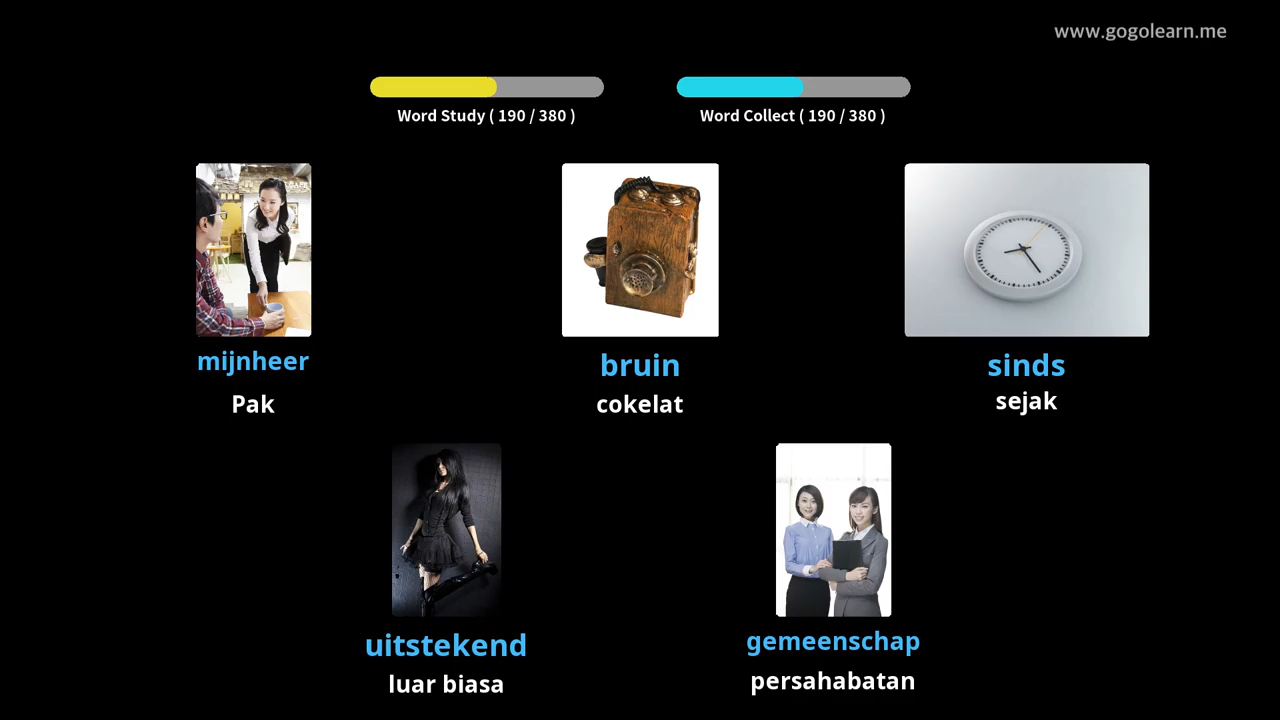 www.gogolearn.me
Word Study ( 190 / 380 )
Word Collect ( 190 / 380 )
mijnheer
Pak
bruin
cokelat
sinds
sejak
uitstekend
luar biasa
gemeenschap
persahabatan